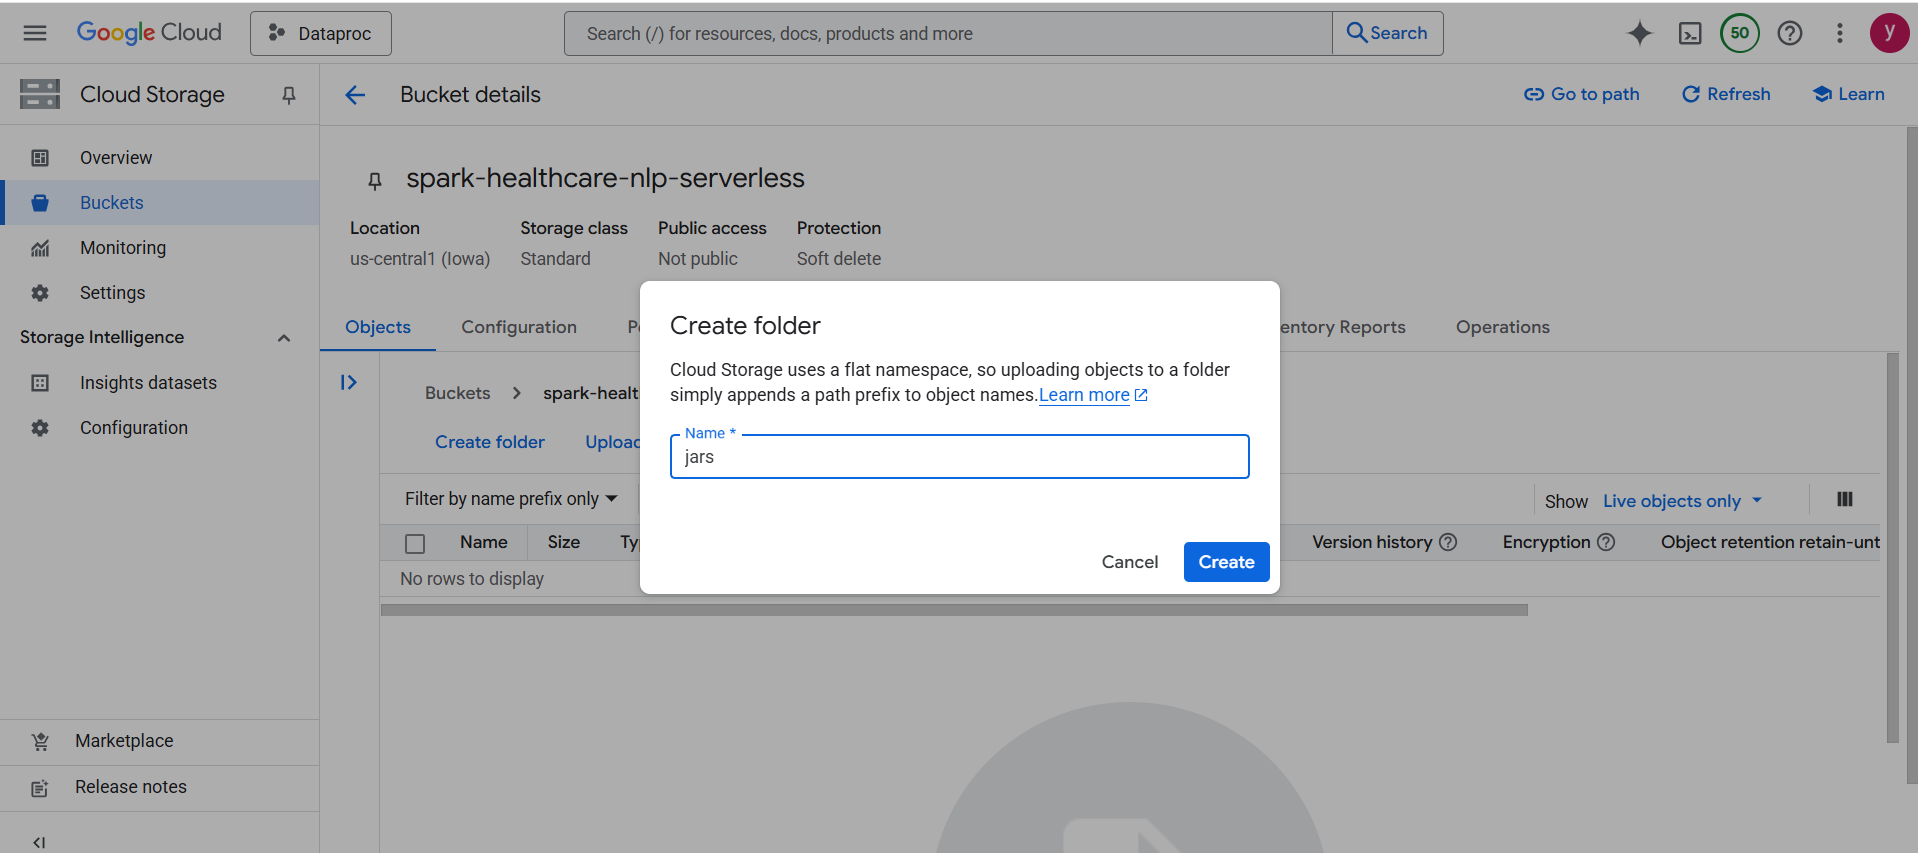 Google Cloud
Dataproc
Search (/) for resources, docs, products and more
Search
50
y
Cloud Storage
Bucket details
Go to path
Refresh
Learn
Overview
Buckets
Monitoring
Settings
Storage Intelligence
Insights datasets
Configuration
Marketplace
Release notes
spark-healthcare-nlp-serverless
Location Storage class Public access Protection
us-central1 (Iowa) Standard Not public Soft delete
Objects Configuration entory Reports Operations
Buckets spark-healt
Create folder Upload
Filter by name prefix only
Show Live objects only
Name Size Ty Version history Encryption Object retention retain-unt
No rows to display
Create folder
Cloud Storage uses a flat namespace, so uploading objects to a folder
simply appends a path prefix to object names. Learn more
Name *
jars
Cancel Create